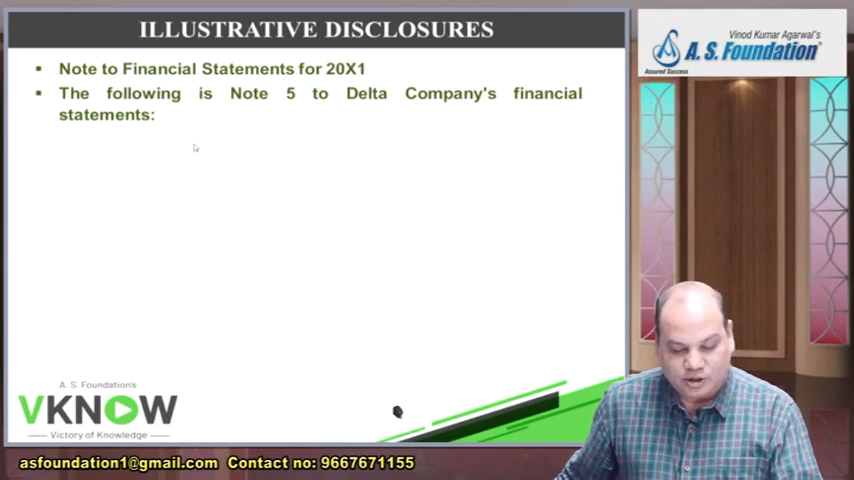 ILLUSTRATIVE DISCLOSURES
▪ Note to Financial Statements for 20X1
▪ The following is Note 5 to Delta Company's financial
statements:
Vinod Kumar Agarwal's
A. S. Foundation®
Assured Success
A. S. Foundation's
VKNOW
Victory of Knowledge
asfoundation1@gmail.com Contact no: 9667671155